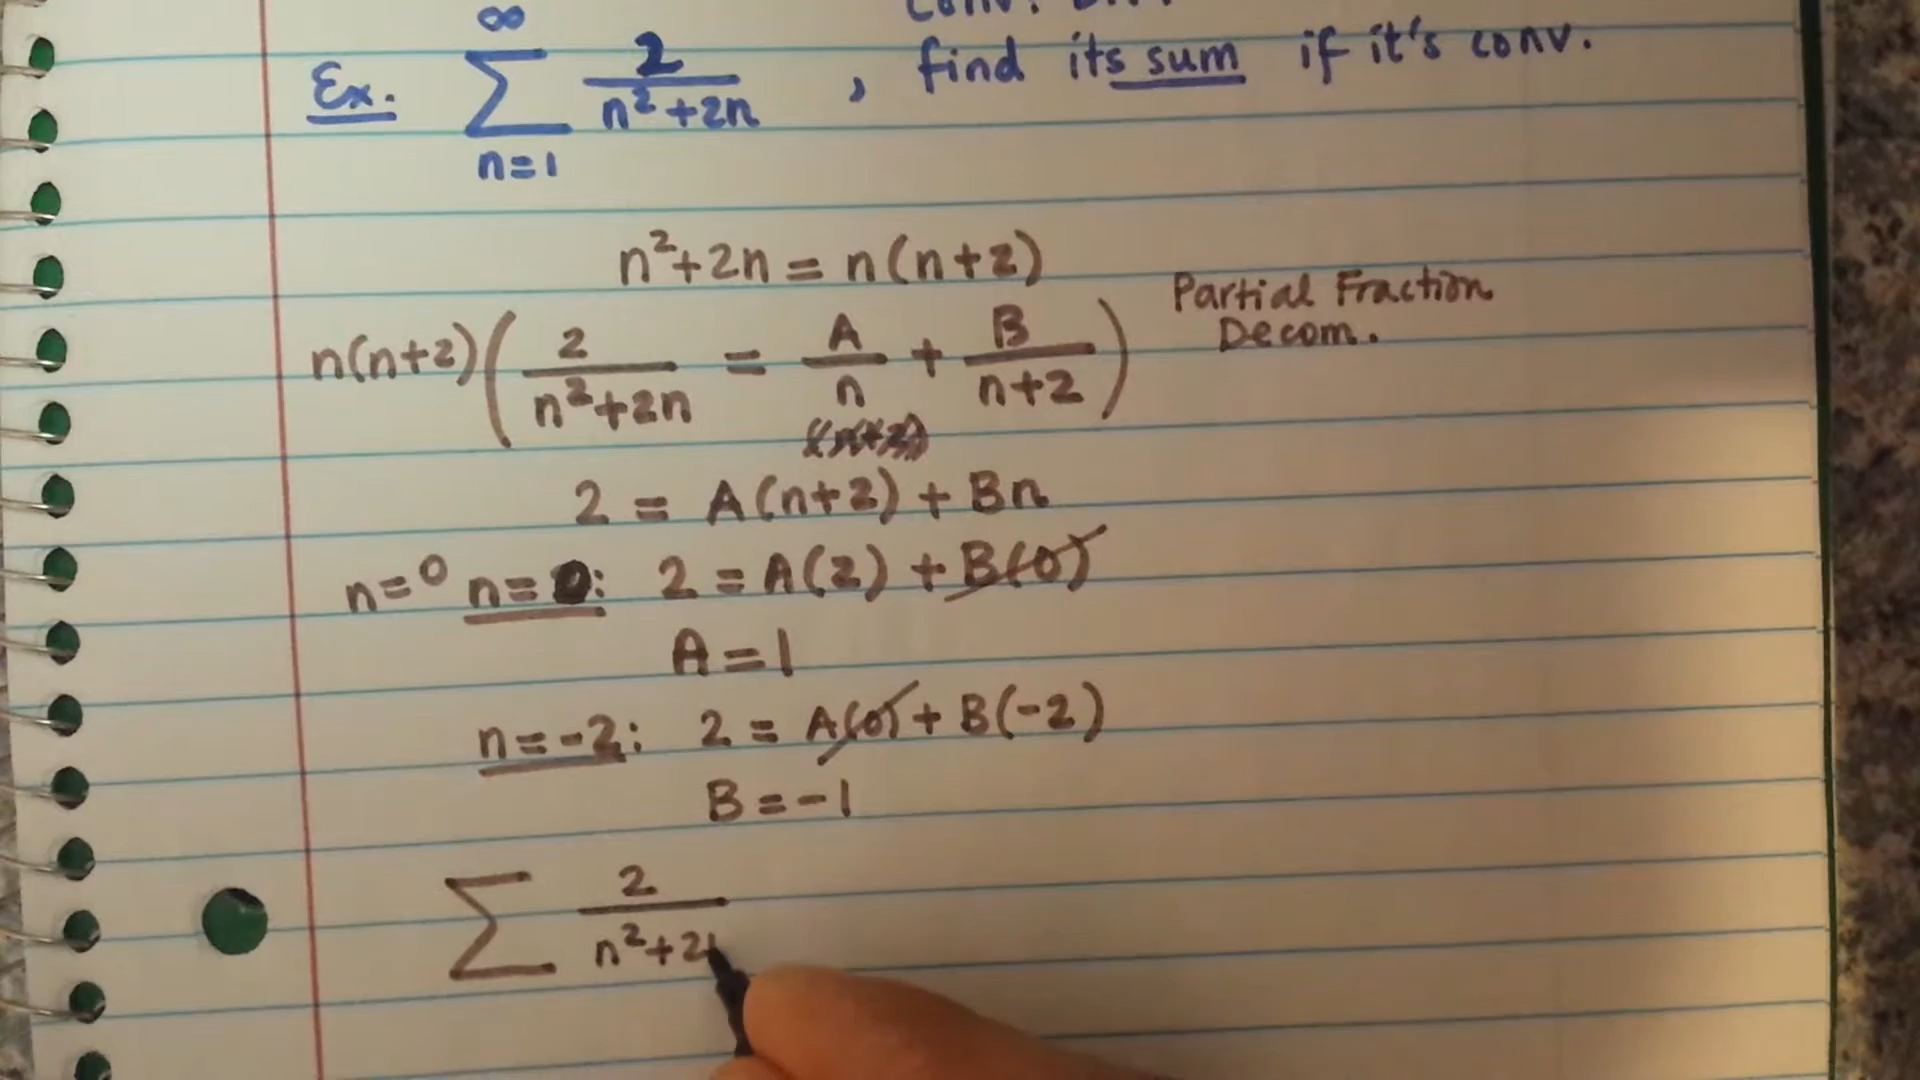 Ex. ∞ ∑ n=1 2/(n²+2n) , find its sum if it's conv.
n²+2n = n(n+2)
Partial Fraction
Decom.
n(n+2)( 2/(n²+2n) = A/n + B/(n+2) )
2 = A(n+2) + Bn
n=0 n=0: 2 = A(2) + B(0)
A = 1
n=-2: 2 = A(0) + B(-2)
B = -1
∑ 2/(n²+2